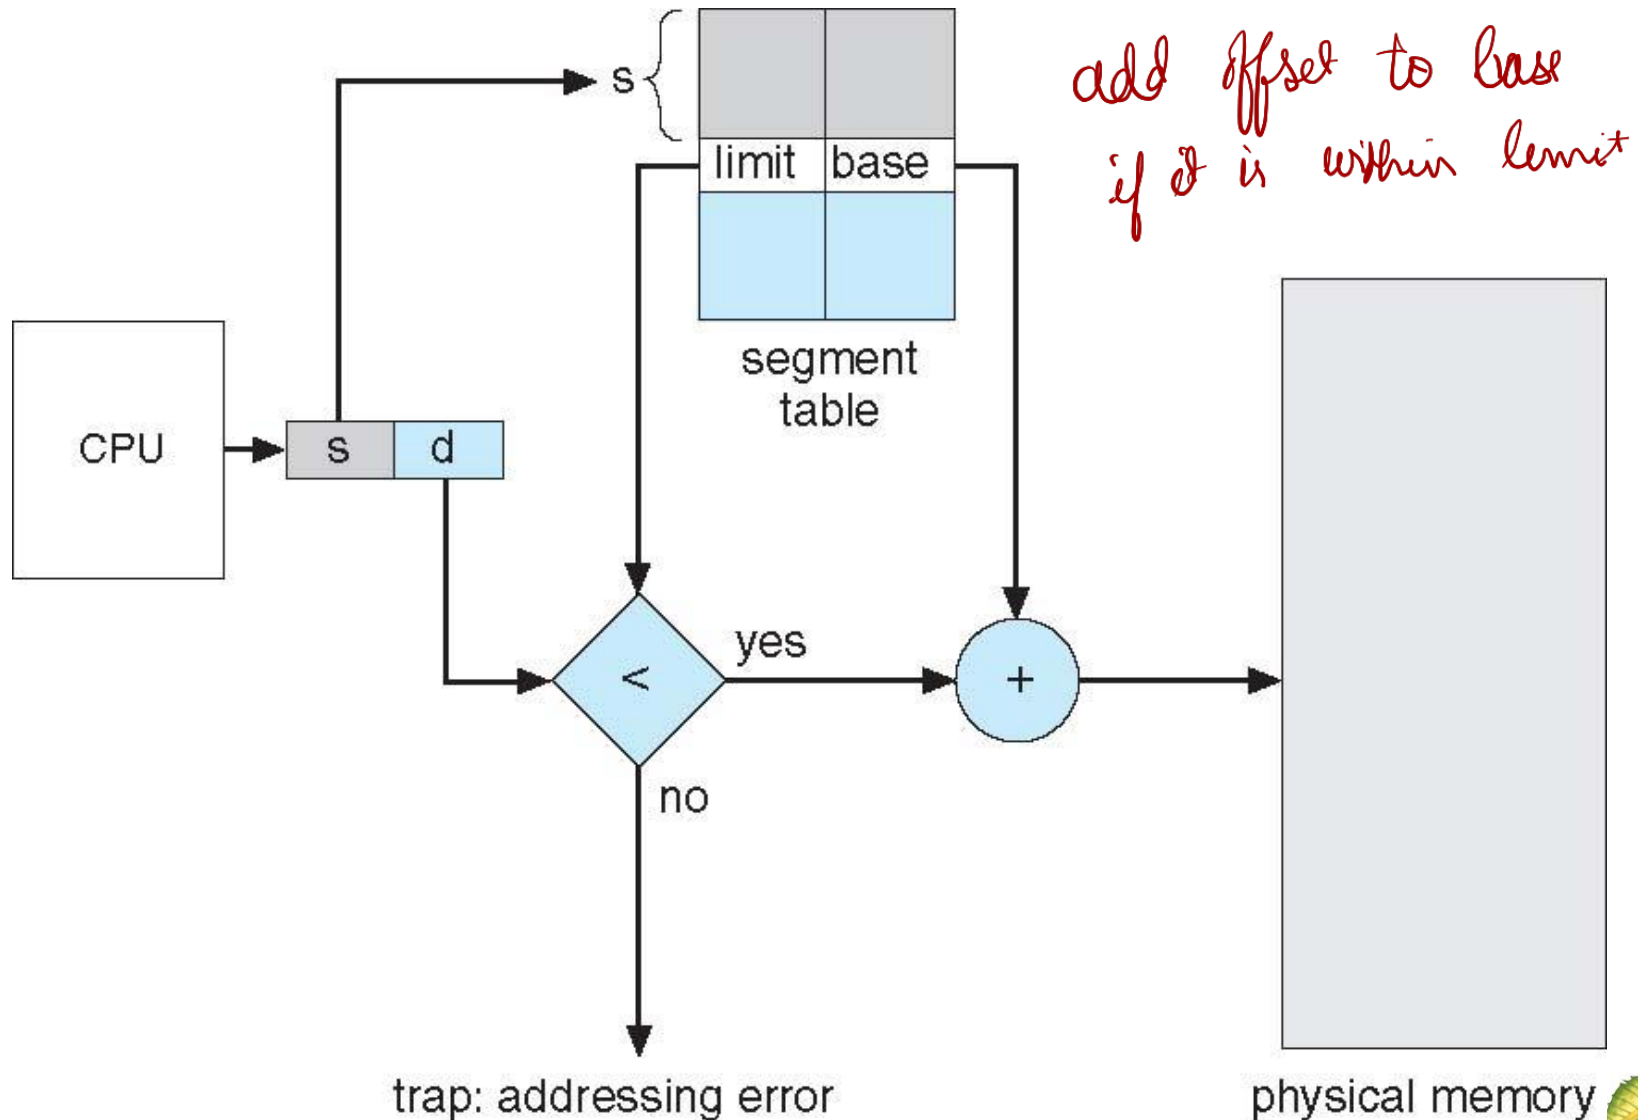 add offset to base
if it is within limit
s
limit base
segment
table
CPU
s d
<
yes
+
no
trap: addressing error
physical memory